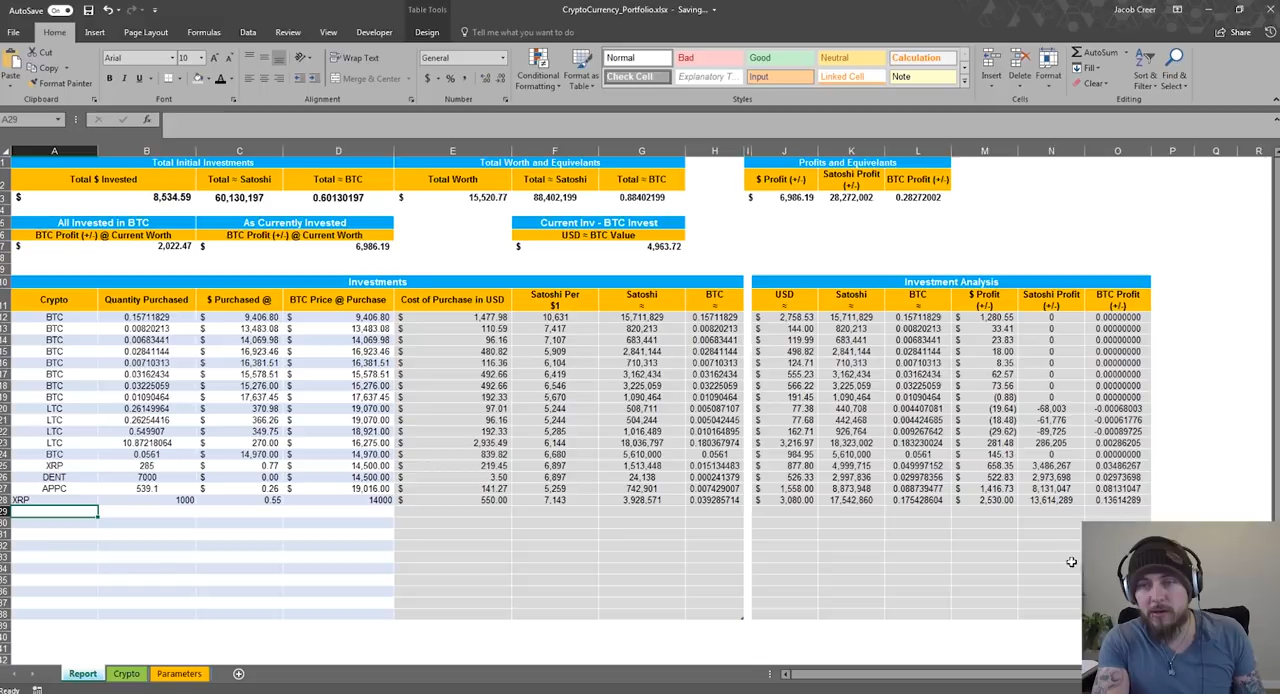 AutoSave On
Table Tools
CryptoCurrency_Portfolio.xlsx - Saving...
Jacob Creer
File Home Insert Page Layout Formulas Data Review View Developer Design Tell me what you want to do Share
Cut
Copy
Format Painter
Paste
Arial 10
B I U
Wrap Text
Merge & Center
General
$ % ,
Conditional Formatting
Format as Table
Normal Bad Good Neutral Calculation
Check Cell Explanatory T... Input Linked Cell Note
Insert Delete Format
AutoSum
Fill
Clear
Sort & Filter
Find & Select
Clipboard Font Alignment Number Styles Cells Editing
A29 fx
A B C D E F G H I J K L M N O P Q R
Total Initial Investments Total Worth and Equivelants Profits and Equivelants
Total $ Invested Total ≈ Satoshi Total ≈ BTC Total Worth Total ≈ Satoshi Total ≈ BTC $ Profit (+/-) Satoshi Profit (+/-) BTC Profit (+/-)
$ 8,534.59 60,130,197 0.60130197 $ 15,520.77 88,402,199 0.88402199 $ 6,986.19 28,272,002 0.28272002
All Invested in BTC As Currently Invested Current Inv - BTC Invest
BTC Profit (+/-) @ Current Worth BTC Profit (+/-) @ Current Worth USD ≈ BTC Value
$ 2,022.47 $ 6,986.19 $ 4,963.72
Investments Investment Analysis
Crypto Quantity Purchased $ Purchased @ BTC Price @ Purchase Cost of Purchase in USD Satoshi Per $1 Satoshi ≈ BTC ≈ USD ≈ Satoshi ≈ BTC ≈ $ Profit (+/-) Satoshi Profit (+/-) BTC Profit (+/-)
BTC 0.15711829 $ 9,406.80 $ 9,406.80 $ 1,477.98 10,631 15,711,829 0.15711829 $ 2,758.53 15,711,829 0.15711829 $ 1,280.55 0 0.00000000
BTC 0.00820213 $ 13,483.08 $ 13,483.08 $ 110.59 7,417 820,213 0.00820213 $ 144.00 820,213 0.00820213 $ 33.41 0 0.00000000
BTC 0.00683441 $ 14,069.98 $ 14,069.98 $ 96.16 7,107 683,441 0.00683441 $ 119.99 683,441 0.00683441 $ 23.83 0 0.00000000
BTC 0.02841144 $ 16,923.46 $ 16,923.46 $ 480.82 5,909 2,841,144 0.02841144 $ 498.82 2,841,144 0.02841144 $ 18.00 0 0.00000000
BTC 0.00710313 $ 16,381.51 $ 16,381.51 $ 116.36 6,104 710,313 0.00710313 $ 124.71 710,313 0.00710313 $ 8.35 0 0.00000000
BTC 0.03162434 $ 15,578.51 $ 15,578.51 $ 492.66 6,419 3,162,434 0.03162434 $ 555.23 3,162,434 0.03162434 $ 62.57 0 0.00000000
BTC 0.03225059 $ 15,276.00 $ 15,276.00 $ 492.66 6,546 3,225,059 0.03225059 $ 566.22 3,225,059 0.03225059 $ 73.56 0 0.00000000
BTC 0.01090464 $ 17,637.45 $ 17,637.45 $ 192.33 5,670 1,090,464 0.01090464 $ 191.45 1,090,464 0.01090464 $ (0.88) 0 0.00000000
LTC 0.26149964 $ 370.98 $ 19,070.00 $ 97.01 5,244 508,711 0.005087107 $ 77.38 440,708 0.004407081 $ (19.64) -68,003 -0.00068003
LTC 0.26254416 $ 366.26 $ 19,070.00 $ 96.16 5,244 504,245 0.005042445 $ 77.68 442,468 0.004424685 $ (18.48) -61,776 -0.00061776
LTC 0.549907 $ 349.75 $ 18,921.00 $ 192.33 5,285 1,016,489 0.01016489 $ 162.71 926,764 0.009267642 $ (29.62) -89,725 -0.00089725
LTC 10.87218064 $ 270.00 $ 16,275.00 $ 2,935.49 6,144 18,036,797 0.180367974 $ 3,216.97 18,323,002 0.183230024 $ 281.48 286,205 0.00286205
BTC 0.0561 $ 14,970.00 $ 14,970.00 $ 839.82 6,680 5,610,000 0.0561 $ 984.95 5,610,000 0.0561 $ 145.13 0 0.00000000
XRP 285 $ 0.77 $ 14,500.00 $ 219.45 6,897 1,513,448 0.015134483 $ 877.80 4,999,715 0.049997152 $ 658.35 3,486,267 0.03486267
DENT 7000 $ 0.00 $ 14,500.00 $ 3.50 6,897 24,138 0.000241379 $ 526.33 2,997,836 0.029978356 $ 522.83 2,973,698 0.02973698
APPC 539.1 $ 0.26 $ 19,016.00 $ 141.27 5,259 742,901 0.007429007 $ 1,558.00 8,873,948 0.088739477 $ 1,416.73 8,131,047 0.08131047
XRP 1000 0.55 14000 $ 550.00 7,143 3,928,571 0.039285714 $ 3,080.00 17,542,860 0.175428604 $ 2,530.00 13,614,289 0.13614289
Report Crypto Parameters